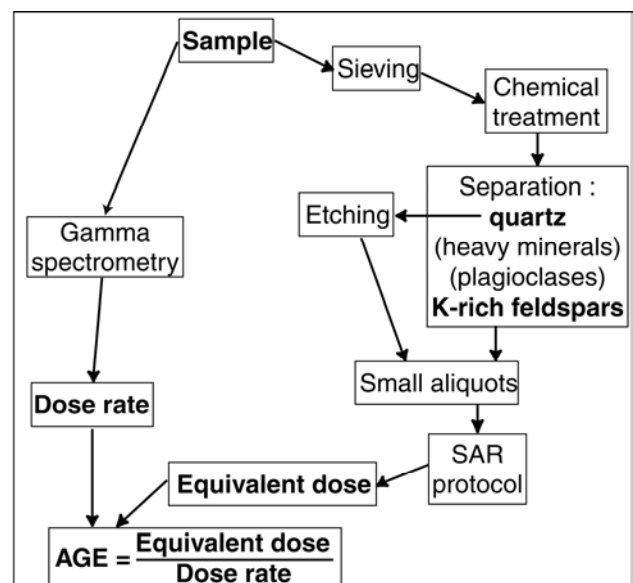 Sample
Sieving
Chemical
treatment
Separation :
quartz
(heavy minerals)
(plagioclases)
K-rich feldspars
Etching
Gamma
spectrometry
Small aliquots
Dose rate
SAR
protocol
Equivalent dose
AGE = Equivalent dose
Dose rate